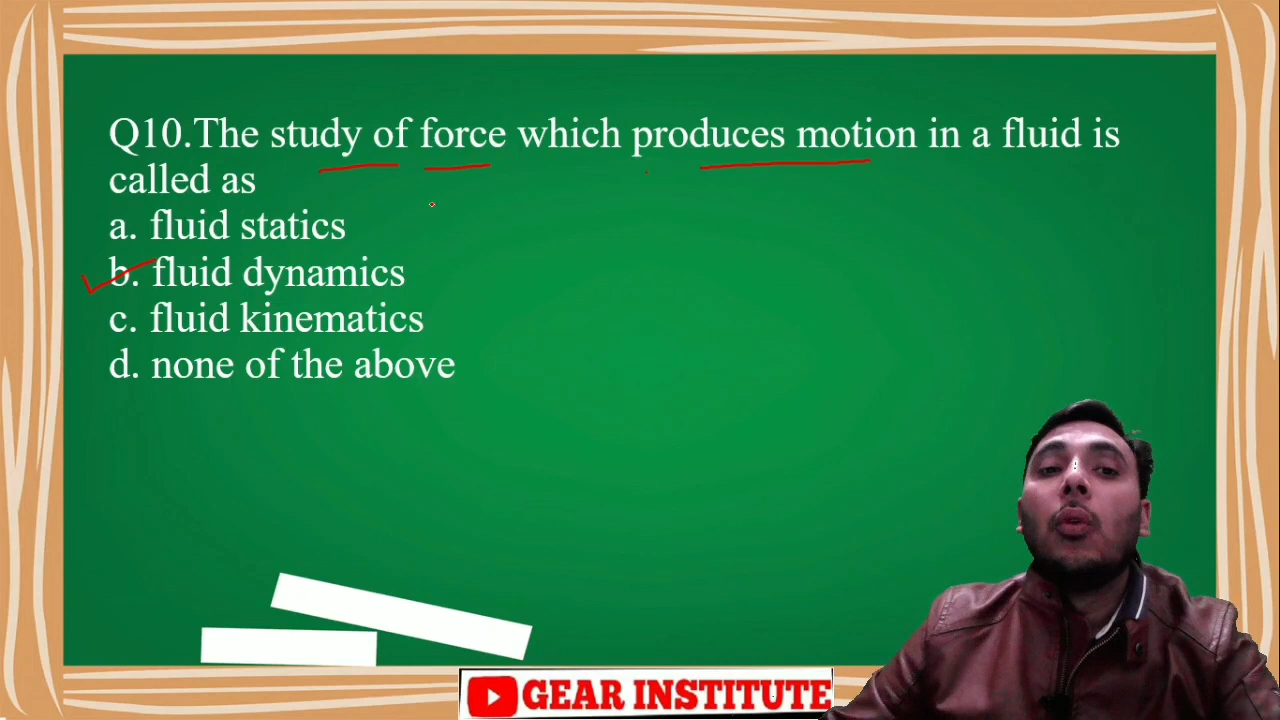 Q10.The study of force which produces motion in a fluid is
called as
a. fluid statics
b. fluid dynamics
c. fluid kinematics
d. none of the above
GEAR INSTITUTE